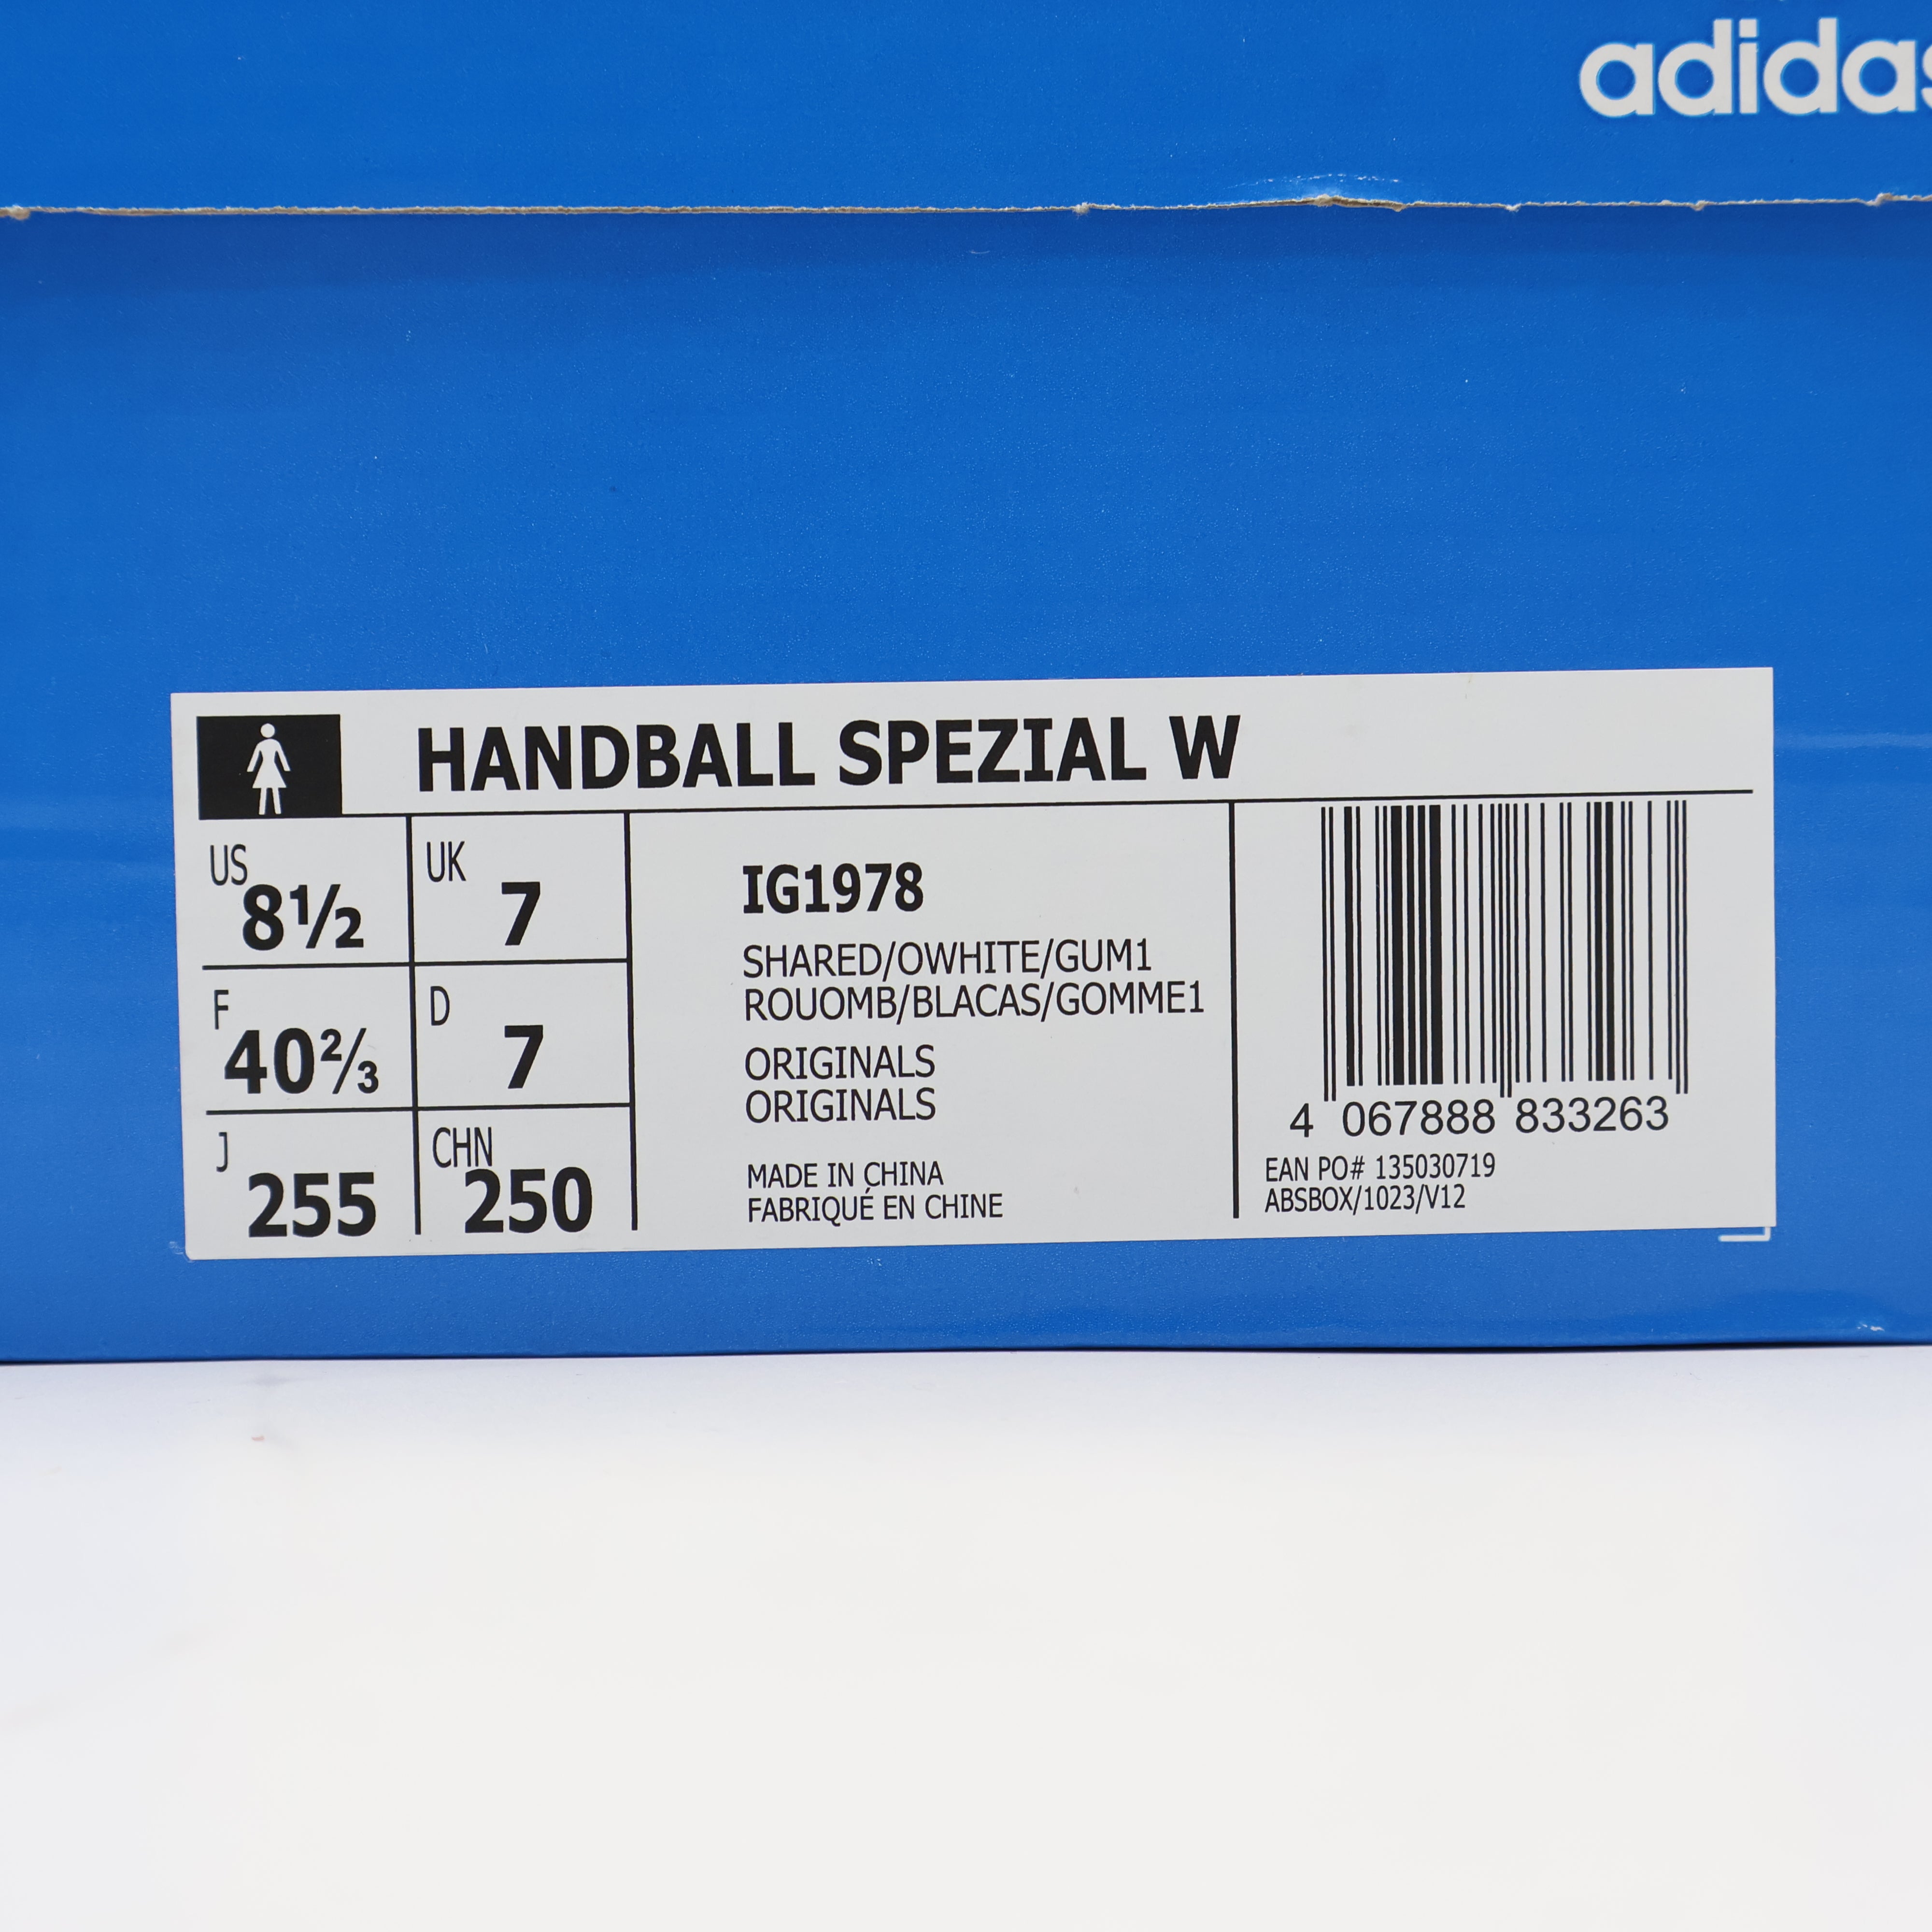 adidas
HANDBALL SPEZIAL W
US 8½
UK 7
F 40⅔
D 7
J 255
CHN 250
IG1978
SHARED/OWHITE/GUM1
ROUOMB/BLACAS/GOMME1
ORIGINALS
ORIGINALS
MADE IN CHINA
FABRIQUÉ EN CHINE
4 067888 833263
EAN PO# 135030719
ABSBOX/1023/V12